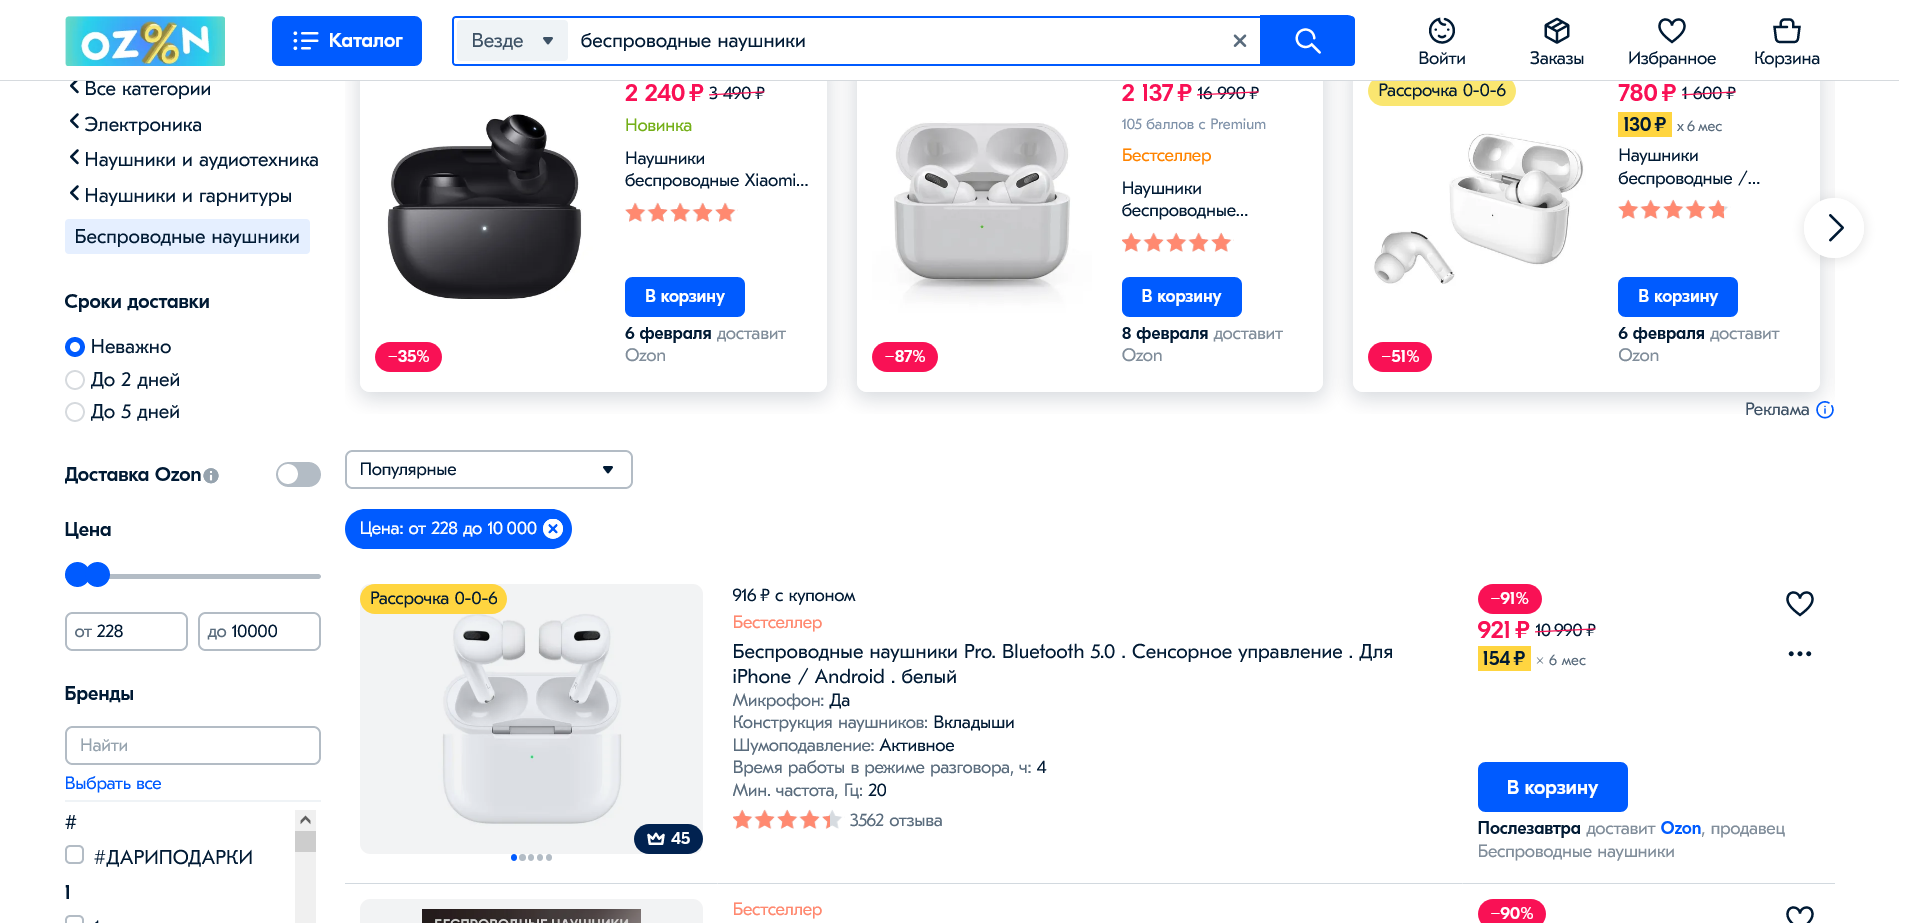 OZ%N
Каталог
Везде
беспроводные наушники
Войти
Заказы
Избранное
Корзина
Все категории
Электроника
Наушники и аудиотехника
Наушники и гарнитуры
Беспроводные наушники
Сроки доставки
Неважно
До 2 дней
До 5 дней
Доставка Ozon
Цена
от 228
до 10000
Бренды
Найти
Выбрать все
#
#ДАРИПОДАРКИ
1
2 240 ₽ 3 490 ₽
Новинка
Наушники
беспроводные Xiaomi...
В корзину
6 февраля доставит
Ozon
−35%
2 137 ₽ 16 990 ₽
105 баллов с Premium
Бестселлер
Наушники
беспроводные...
В корзину
8 февраля доставит
Ozon
−87%
Рассрочка 0-0-6
780 ₽ 1 600 ₽
130 ₽ x 6 мес
Наушники
беспроводные /...
В корзину
6 февраля доставит
Ozon
−51%
Реклама
Популярные
Цена: от 228 до 10 000
Рассрочка 0-0-6
45
916 ₽ с купоном
Бестселлер
Беспроводные наушники Pro. Bluetooth 5.0 . Сенсорное управление . Для
iPhone / Android . белый
Микрофон: Да
Конструкция наушников: Вкладыши
Шумоподавление: Активное
Время работы в режиме разговора, ч: 4
Мин. частота, Гц: 20
3562 отзыва
−91%
921 ₽ 10 990 ₽
154 ₽ × 6 мес
В корзину
Послезавтра доставит Ozon, продавец
Беспроводные наушники
БЕСПРОВОДНЫЕ НАУШНИКИ
Бестселлер
−90%